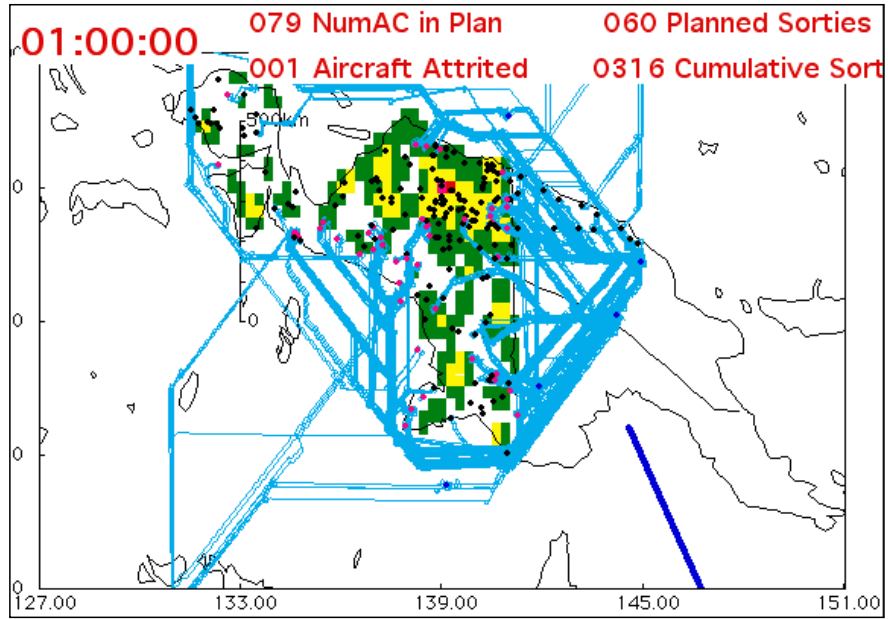 01:00:00
079 NumAC in Plan
060 Planned Sorties
001 Aircraft Attrited
0316 Cumulative Sort
0
500km
0
0
0
0
0
127.00
133.00
139.00
145.00
151.00